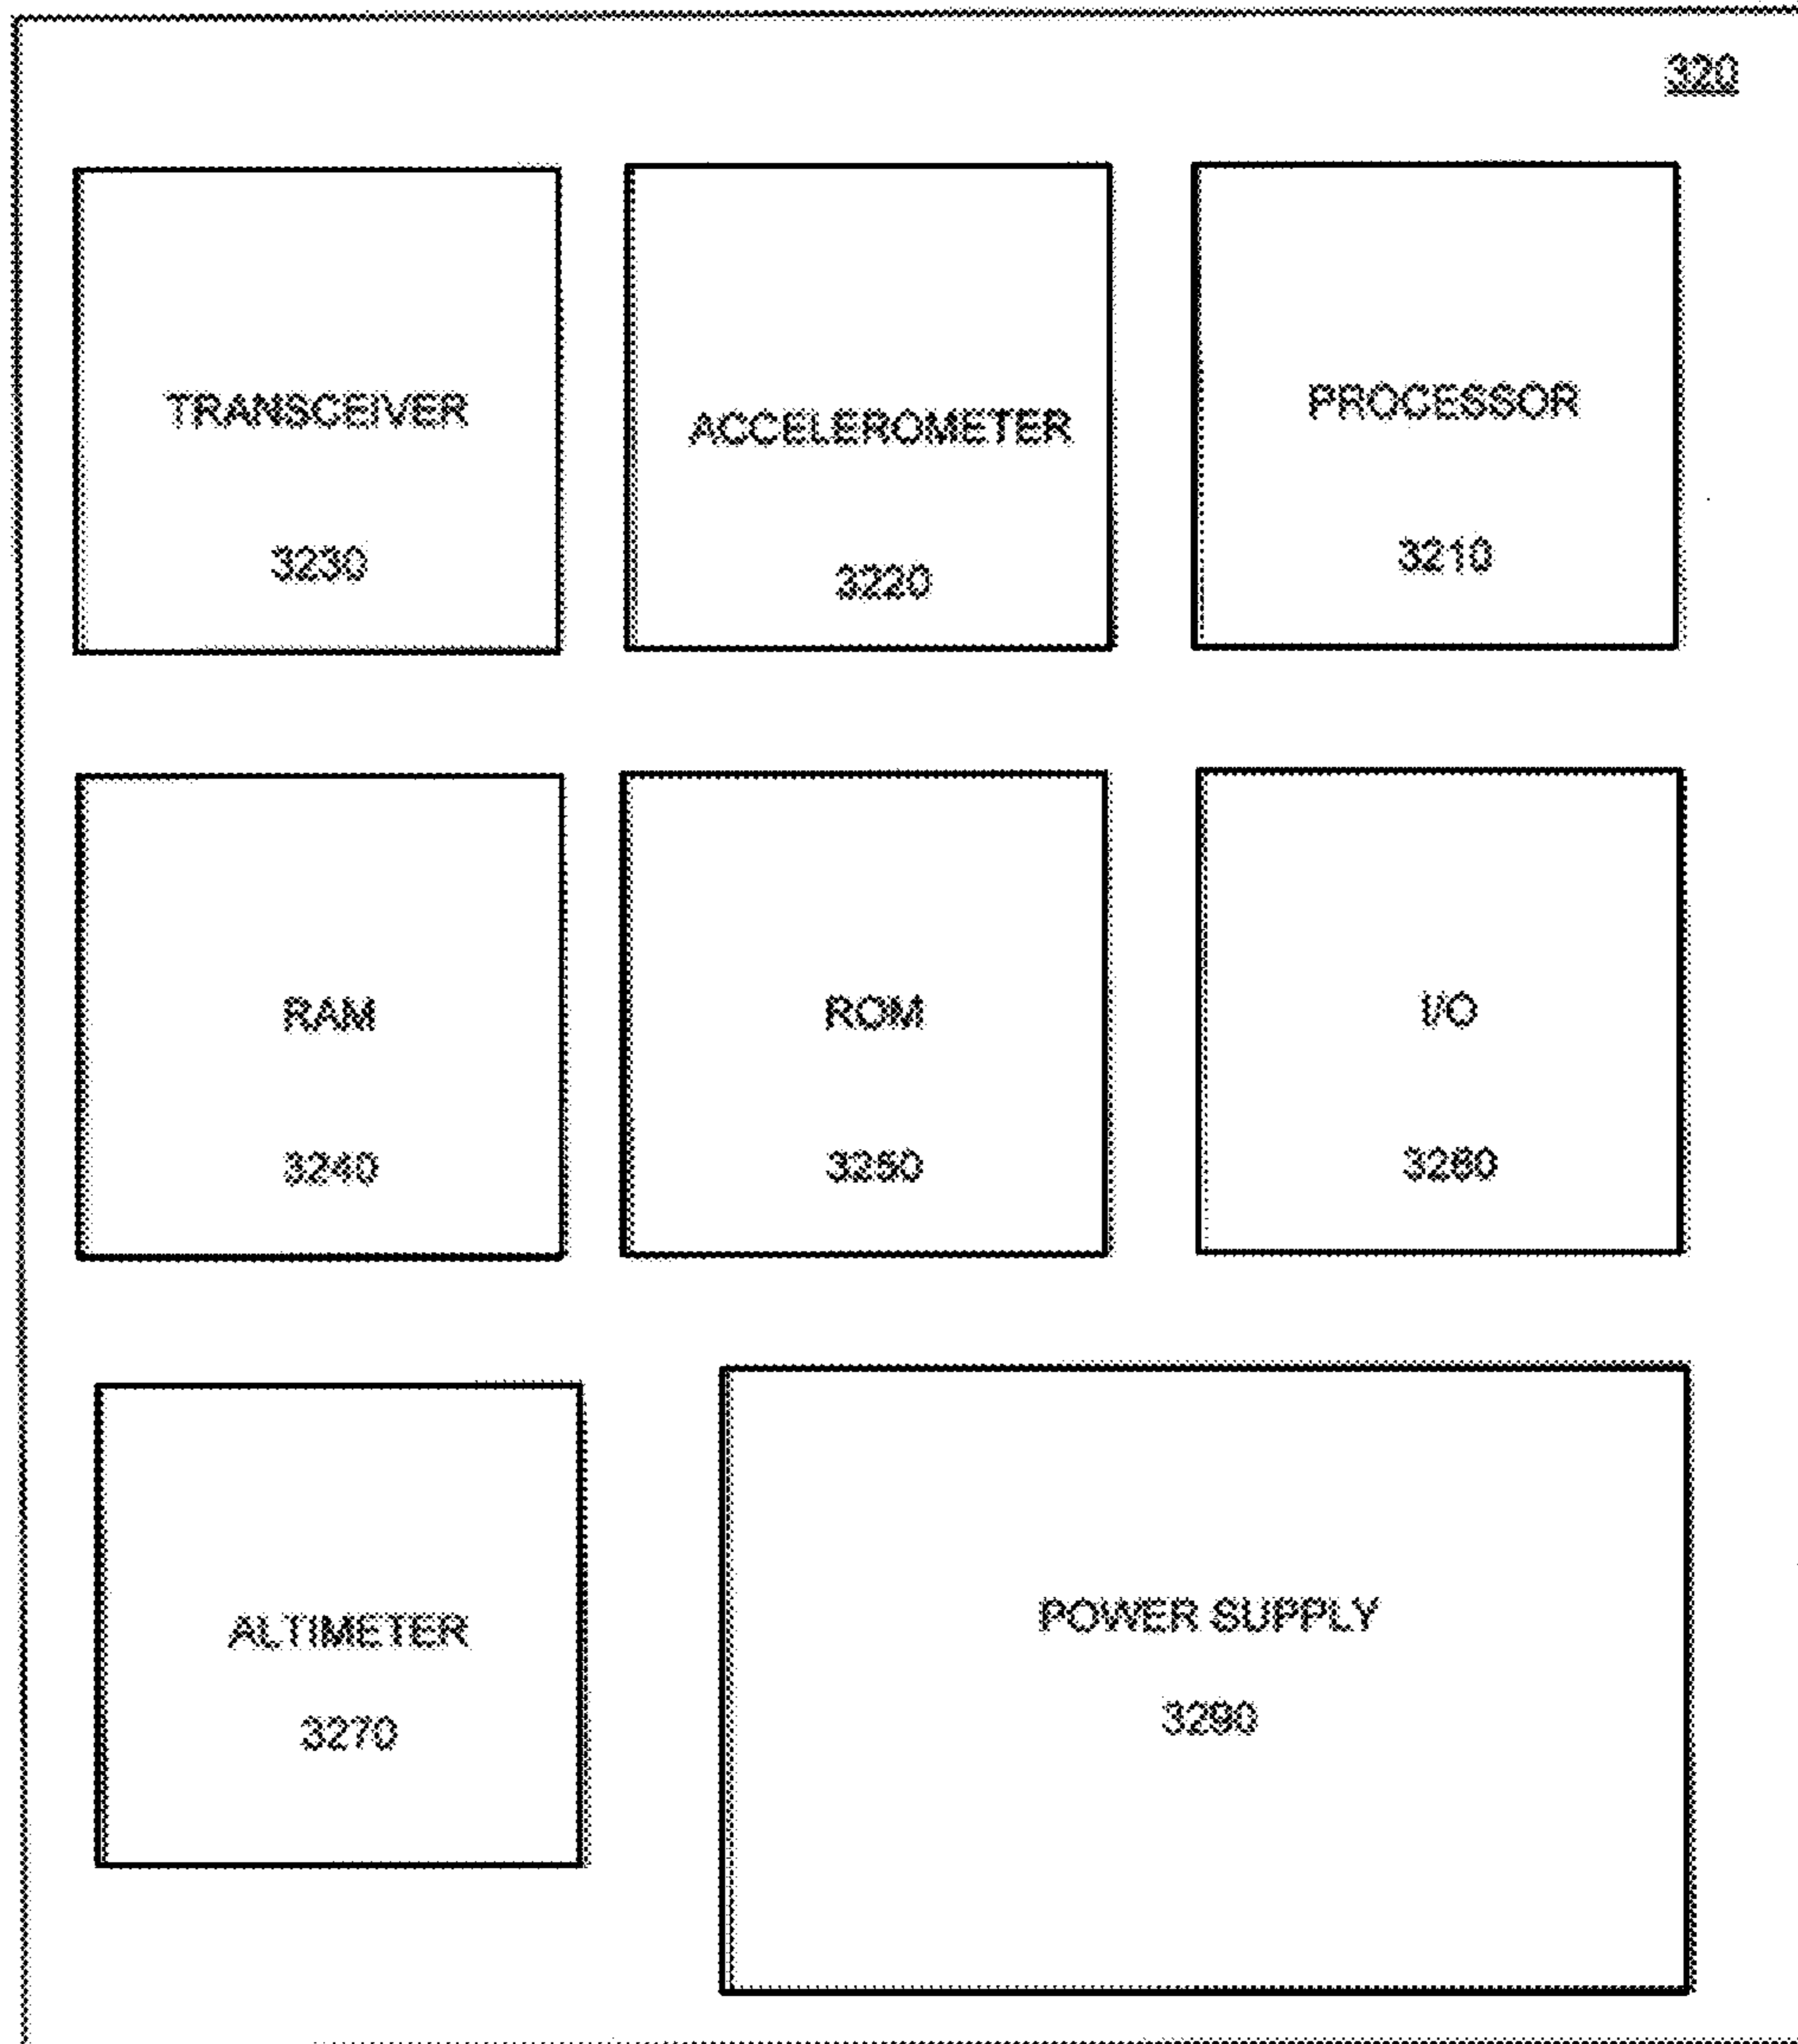 320
TRANSCEIVER
3230
ACCELEROMETER
3220
PROCESSOR
3210
RAM
3240
ROM
3250
I/O
3280
ALTIMETER
3270
POWER SUPPLY
3290